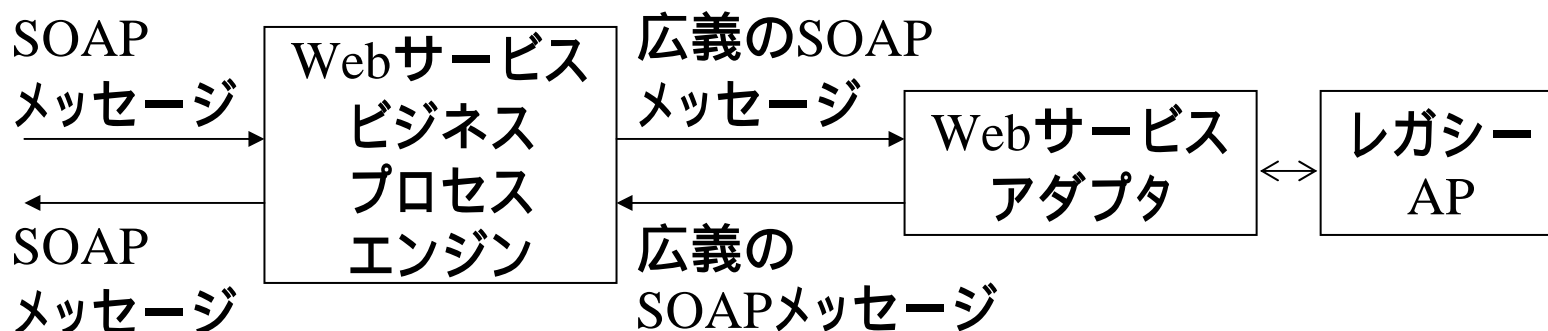 SOAP
メッセージ
Webサービス
ビジネス
プロセス
エンジン
広義のSOAP
メッセージ
Webサービス
アダプタ
レガシー
AP
SOAP
メッセージ
広義の
SOAPメッセージ